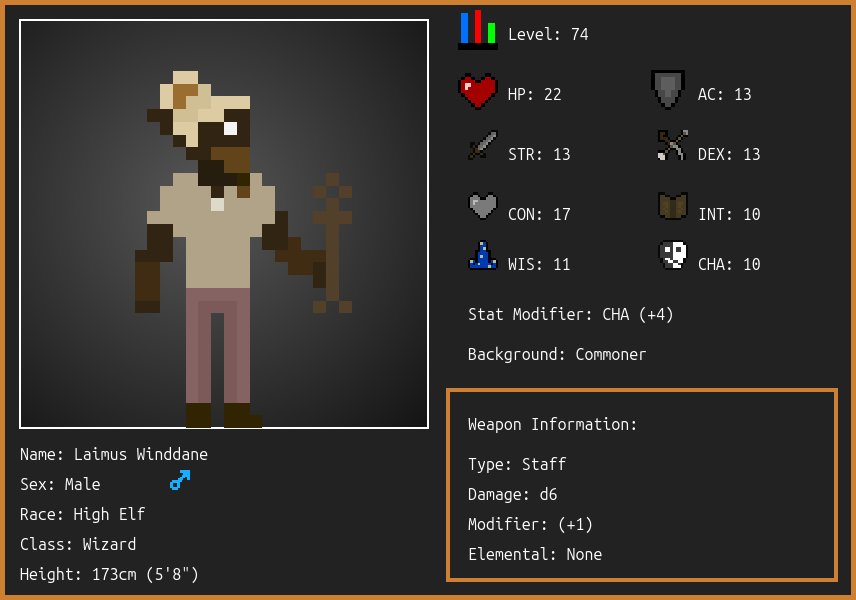 Level: 74
HP: 22
AC: 13
STR: 13
DEX: 13
CON: 17
INT: 10
WIS: 11
CHA: 10
Stat Modifier: CHA (+4)
Background: Commoner
Weapon Information:
Type: Staff
Damage: d6
Modifier: (+1)
Elemental: None
Name: Laimus Winddane
Sex: Male
Race: High Elf
Class: Wizard
Height: 173cm (5'8")